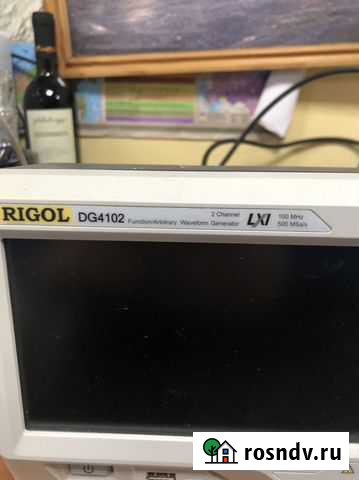 RIGOL DG4102 2 Channel
Function/Arbitrary Waveform Generator
LXI
100 MHz
500 MSa/s
rosndv.ru